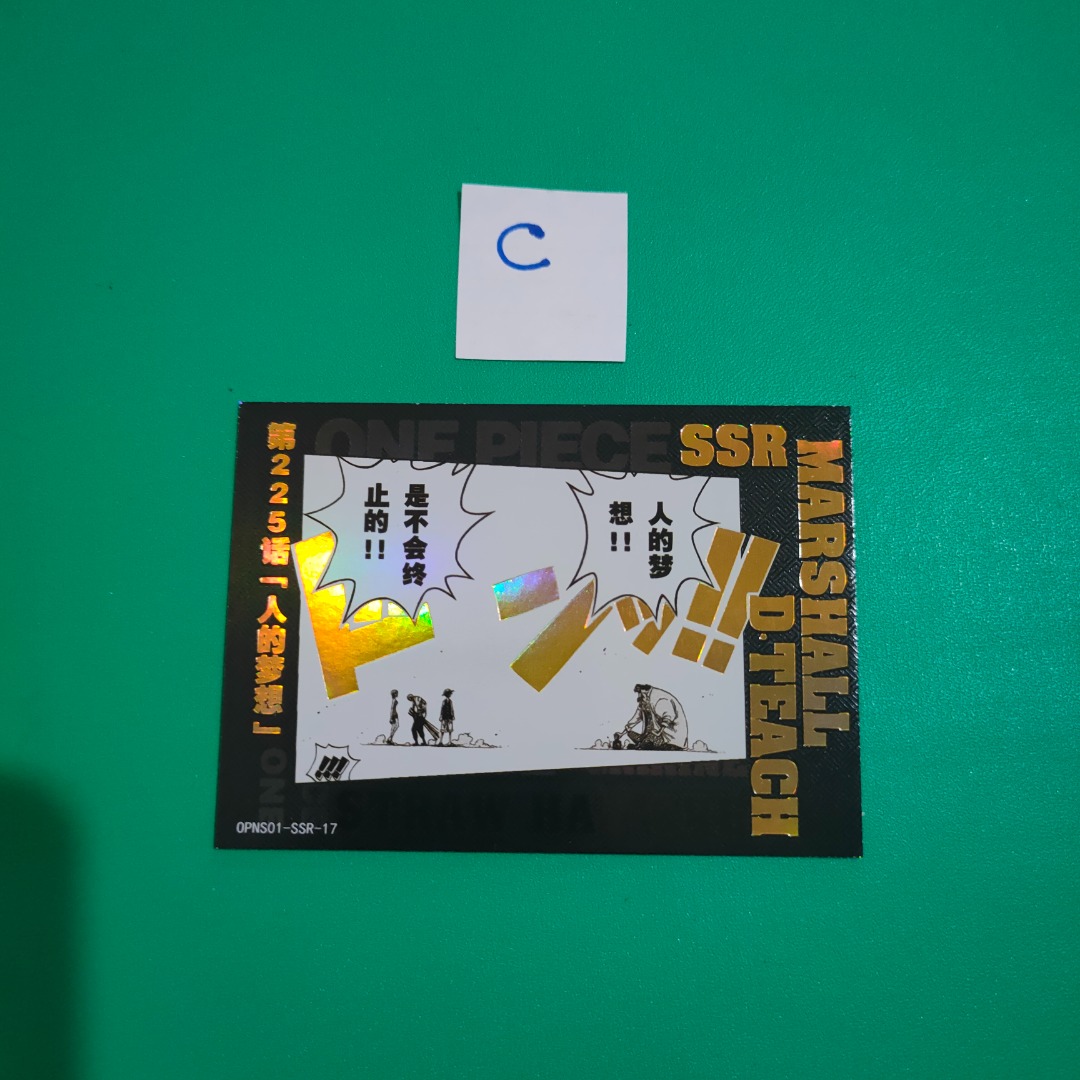 C
ONE PIECE
SSR
MARSHALL
D.TEACH
第225话「人的梦想」
人的梦
想!!
是不会终
止的!!
ドン
ッ!!
!!!
OPNS01-SSR-17